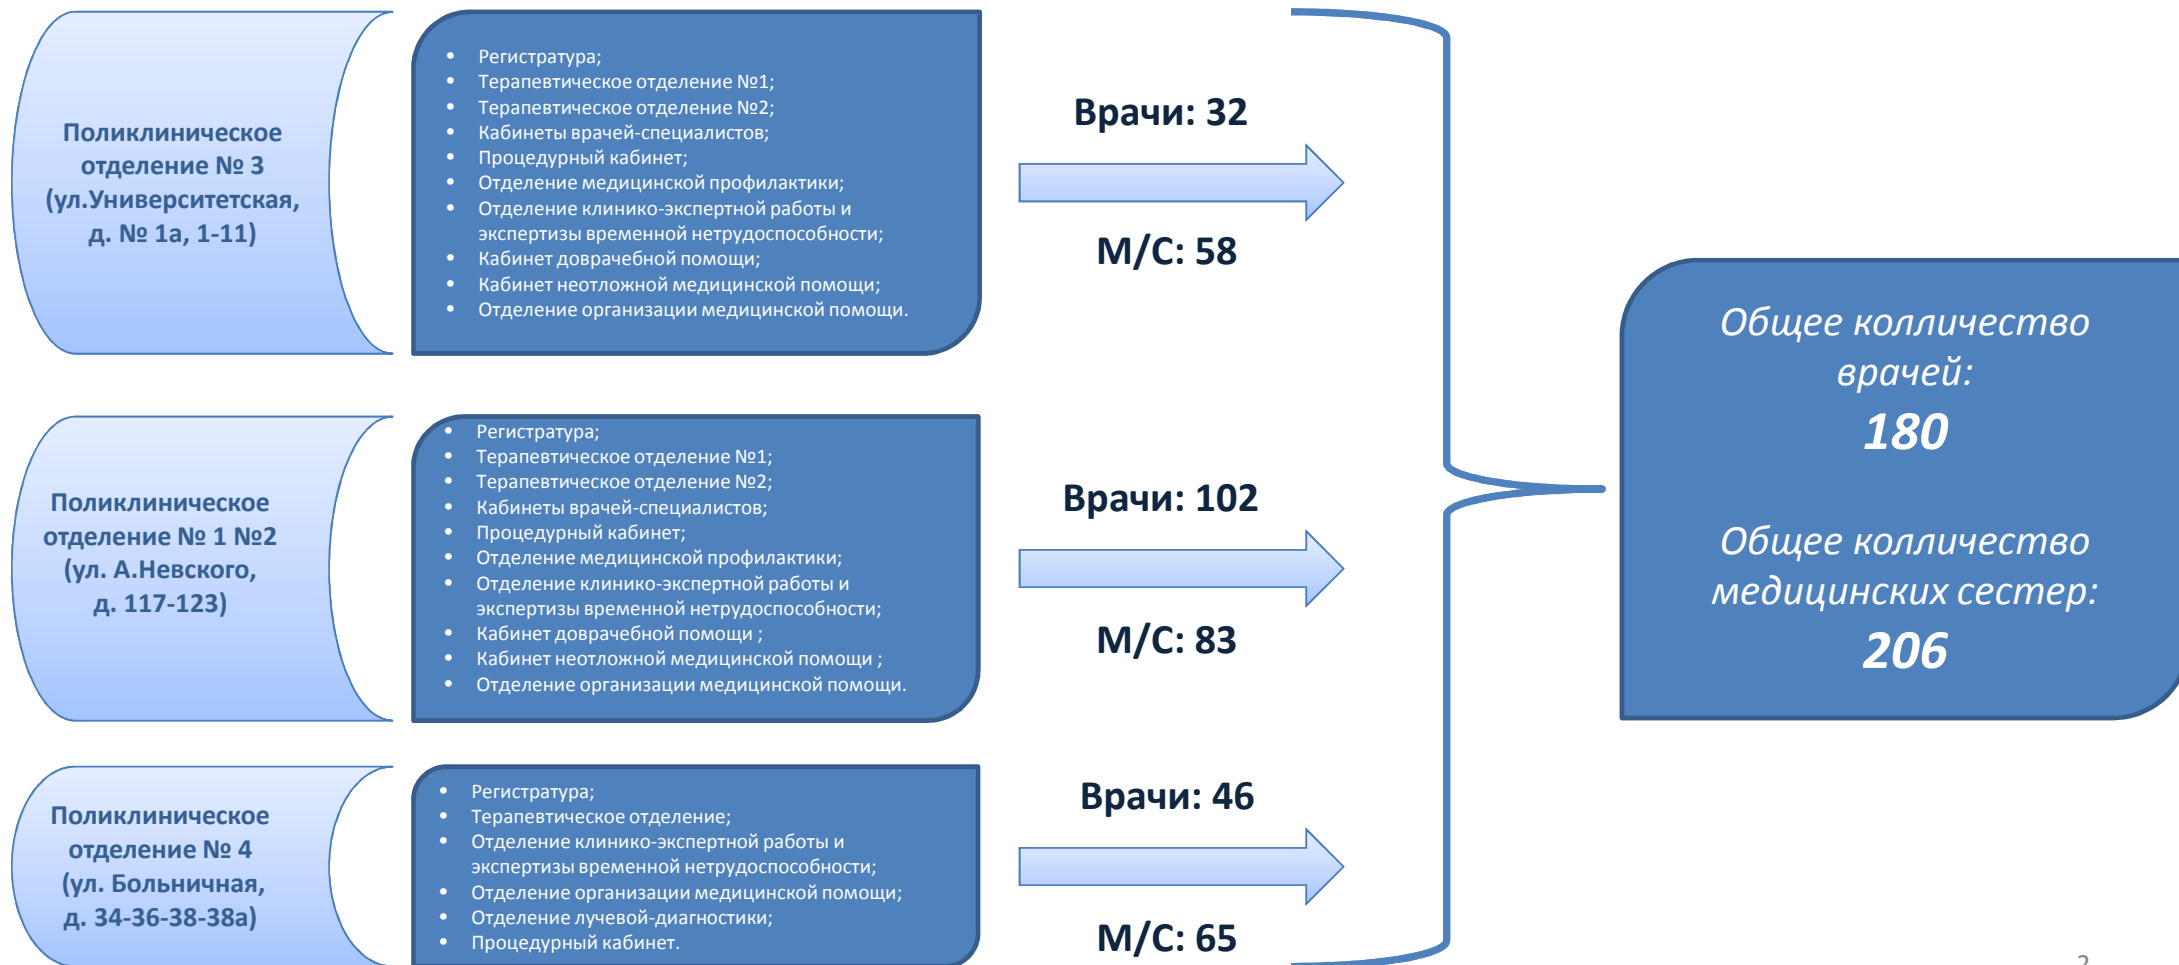 Поликлиническое
отделение № 3
(ул.Университетская,
д. № 1а, 1-11)
• Регистратура;
• Терапевтическое отделение №1;
• Терапевтическое отделение №2;
• Кабинеты врачей-специалистов;
• Процедурный кабинет;
• Отделение медицинской профилактики;
• Отделение клинико-экспертной работы и
экспертизы временной нетрудоспособности;
• Кабинет доврачебной помощи;
• Кабинет неотложной медицинской помощи;
• Отделение организации медицинской помощи.
Врачи: 32
М/С: 58
Поликлиническое
отделение № 1 №2
(ул. А.Невского,
д. 117-123)
• Регистратура;
• Терапевтическое отделение №1;
• Терапевтическое отделение №2;
• Кабинеты врачей-специалистов;
• Процедурный кабинет;
• Отделение медицинской профилактики;
• Отделение клинико-экспертной работы и
экспертизы временной нетрудоспособности;
• Кабинет доврачебной помощи ;
• Кабинет неотложной медицинской помощи ;
• Отделение организации медицинской помощи.
Врачи: 102
М/С: 83
Поликлиническое
отделение № 4
(ул. Больничная,
д. 34-36-38-38а)
• Регистратура;
• Терапевтическое отделение;
• Отделение клинико-экспертной работы и
экспертизы временной нетрудоспособности;
• Отделение организации медицинской помощи;
• Отделение лучевой-диагностики;
• Процедурный кабинет.
Врачи: 46
М/С: 65
Общее колличество
врачей:
180
Общее колличество
медицинских сестер:
206
2